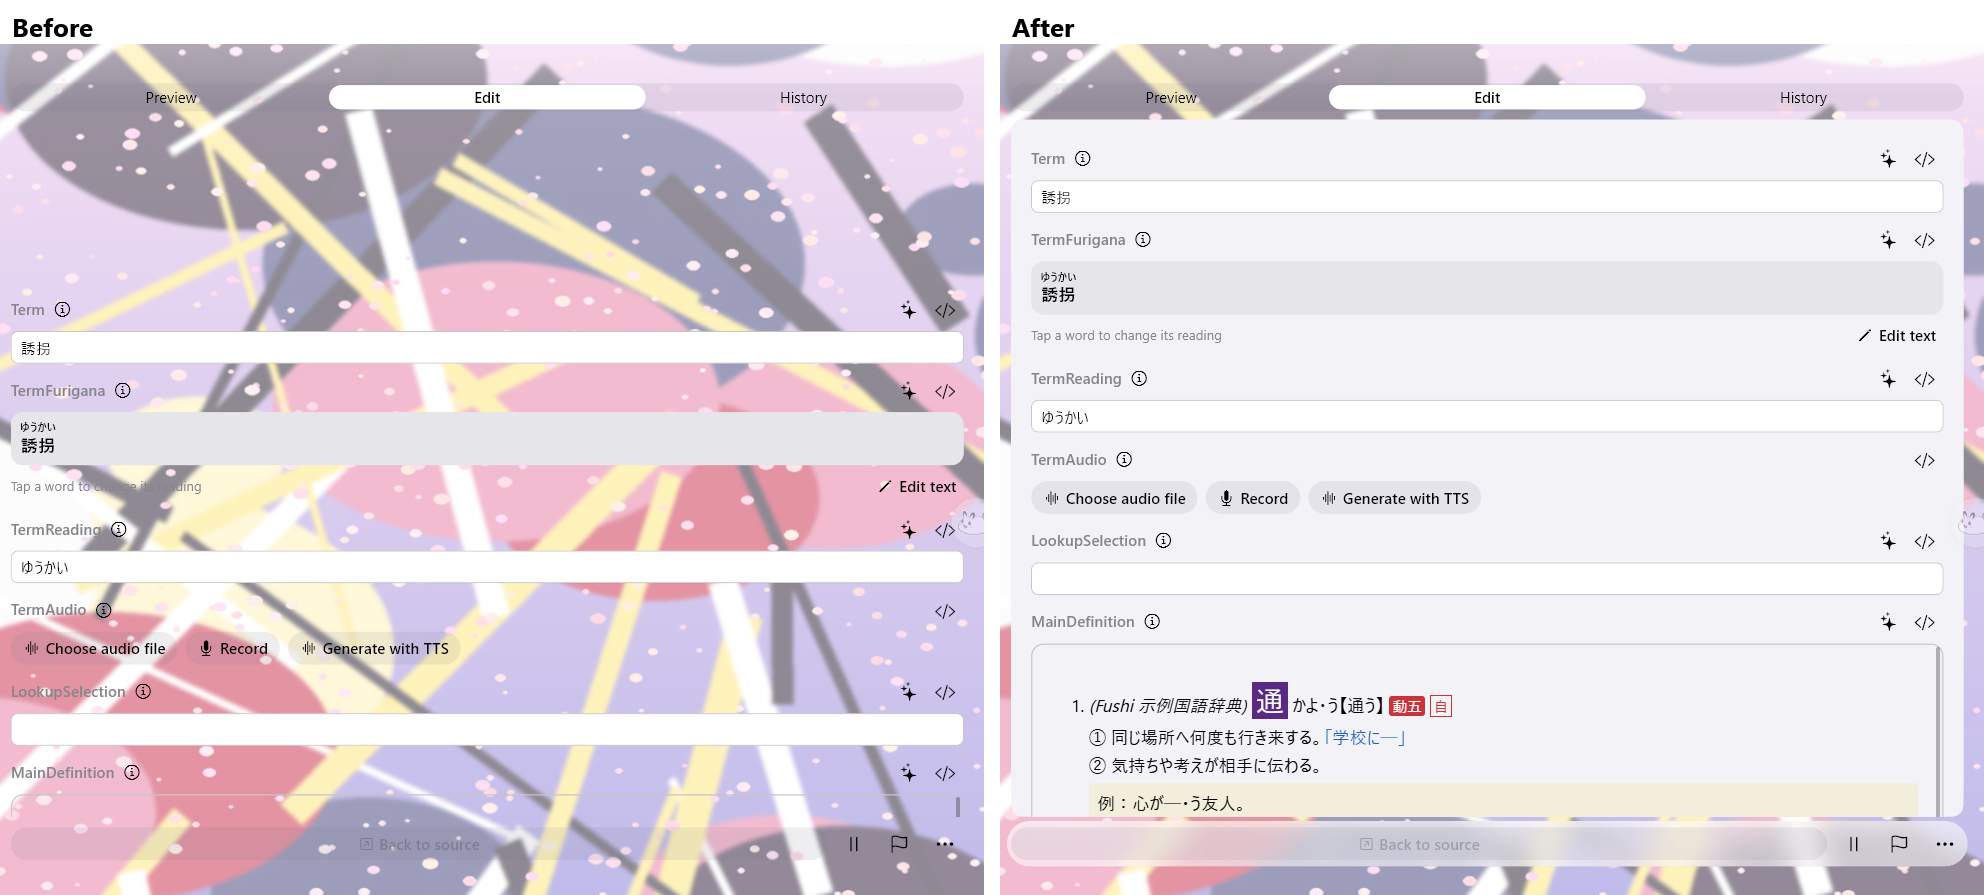 Before
Preview Edit History
Term
誘拐
TermFurigana
ゆうかい
誘拐
Tap a word to change its reading
Edit text
TermReading
ゆうかい
TermAudio
Choose audio file Record Generate with TTS
LookupSelection
MainDefinition
Back to source
After
Preview Edit History
Term
誘拐
TermFurigana
ゆうかい
誘拐
Tap a word to change its reading
Edit text
TermReading
ゆうかい
TermAudio
Choose audio file Record Generate with TTS
LookupSelection
MainDefinition
1. (Fushi 示例国語辞典) 通 かよ・う【通う】 動五 自
① 同じ場所へ何度も行き来する。「学校に―」
② 気持ちや考えが相手に伝わる。
例：心が―・う友人。
Back to source